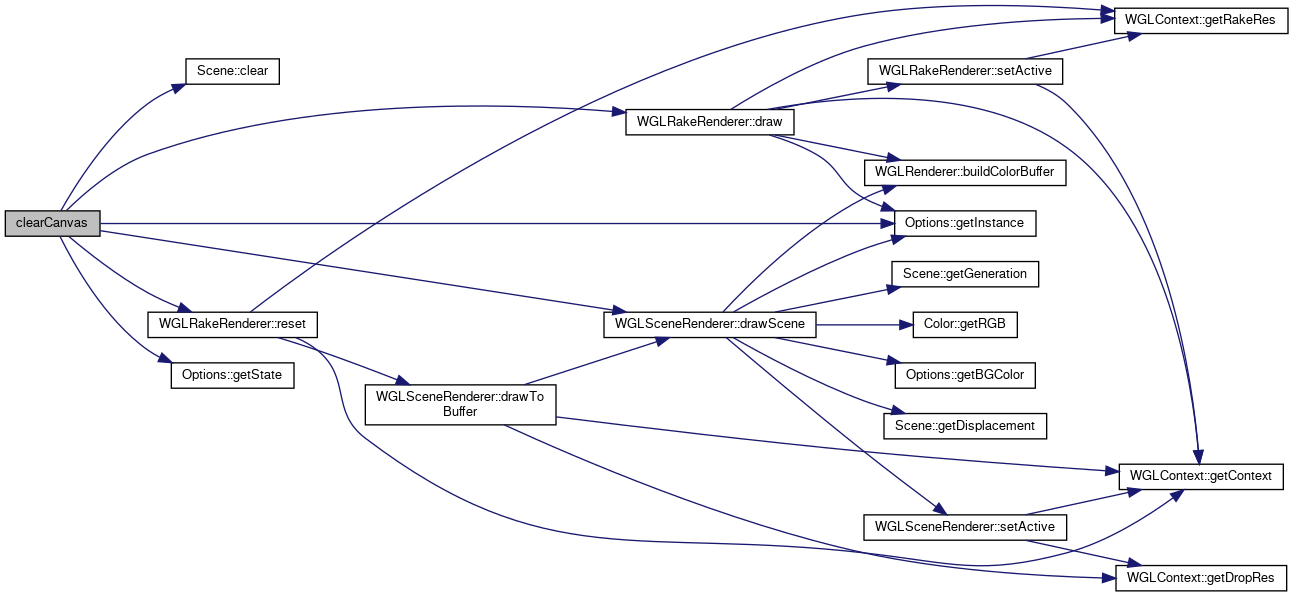 WGLContext::getRakeRes
Scene::clear
WGLRakeRenderer::setActive
WGLRakeRenderer::draw
WGLRenderer::buildColorBuffer
clearCanvas
Options::getInstance
Scene::getGeneration
WGLRakeRenderer::reset
WGLSceneRenderer::drawScene
Color::getRGB
Options::getState
Options::getBGColor
WGLSceneRenderer::drawTo
Buffer
Scene::getDisplacement
WGLContext::getContext
WGLSceneRenderer::setActive
WGLContext::getDropRes